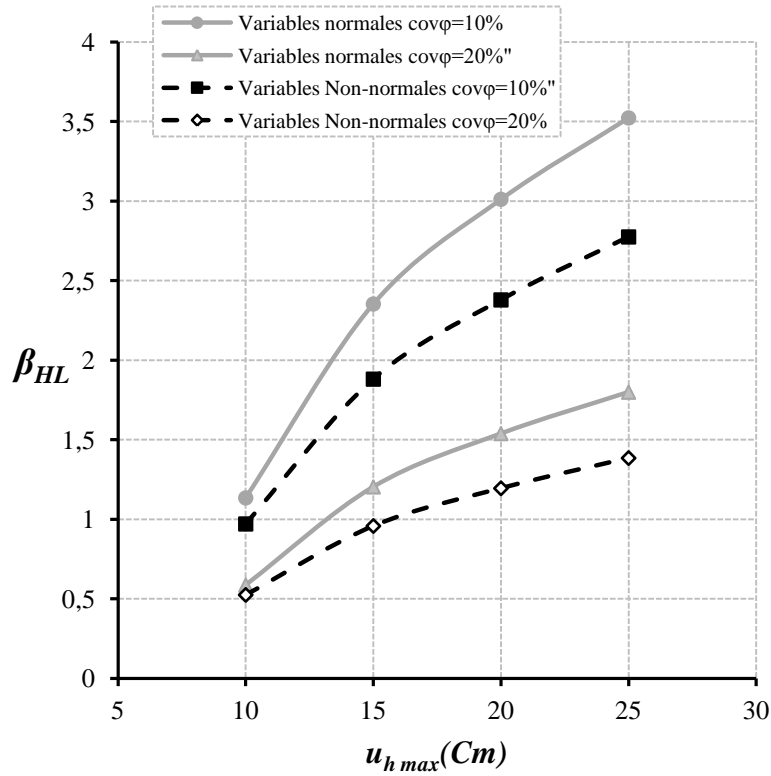 Variables normales covφ=10%
Variables normales covφ=20%"
Variables Non-normales covφ=10%"
Variables Non-normales covφ=20%
4
3,5
3
2,5
2
1,5
1
0,5
0
β_HL
5 10 15 20 25 30
u_h max(Cm)